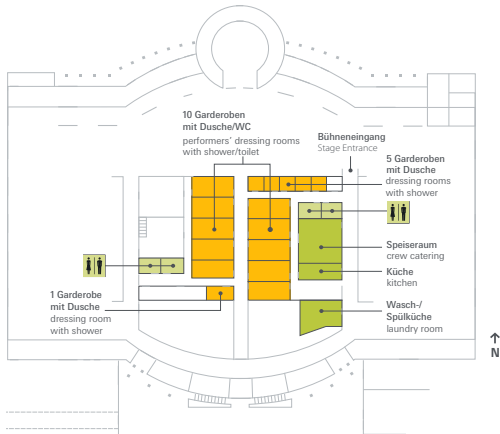 10 Garderoben
mit Dusche/WC
performers' dressing rooms
with shower/toilet
Bühneneingang
Stage Entrance
5 Garderoben
mit Dusche
dressing rooms
with shower
Speiseraum
crew catering
Küche
kitchen
1 Garderobe
mit Dusche
dressing room
with shower
Wasch-/
Spülküche
laundry room
N